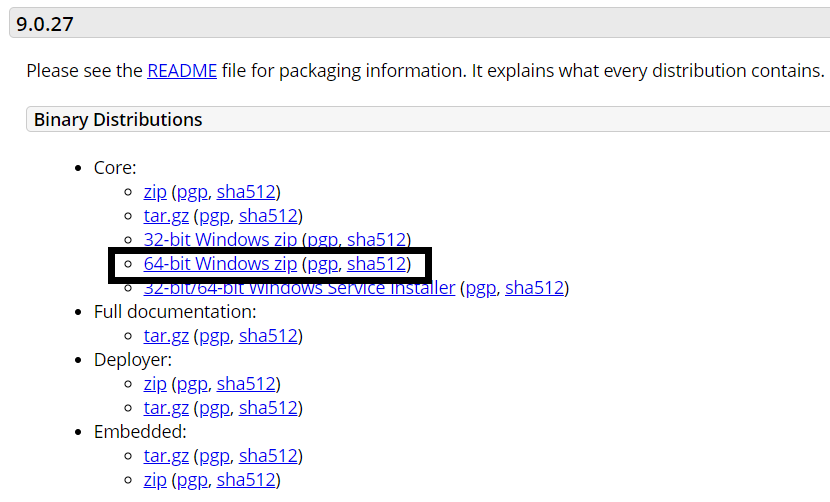 9.0.27
Please see the README file for packaging information. It explains what every distribution contains.
Binary Distributions
Core:
zip (pgp, sha512)
tar.gz (pgp, sha512)
32-bit Windows zip (pgp, sha512)
64-bit Windows zip (pgp, sha512)
32-bit/64-bit Windows Service Installer (pgp, sha512)
Full documentation:
tar.gz (pgp, sha512)
Deployer:
zip (pgp, sha512)
tar.gz (pgp, sha512)
Embedded:
tar.gz (pgp, sha512)
zip (pgp, sha512)